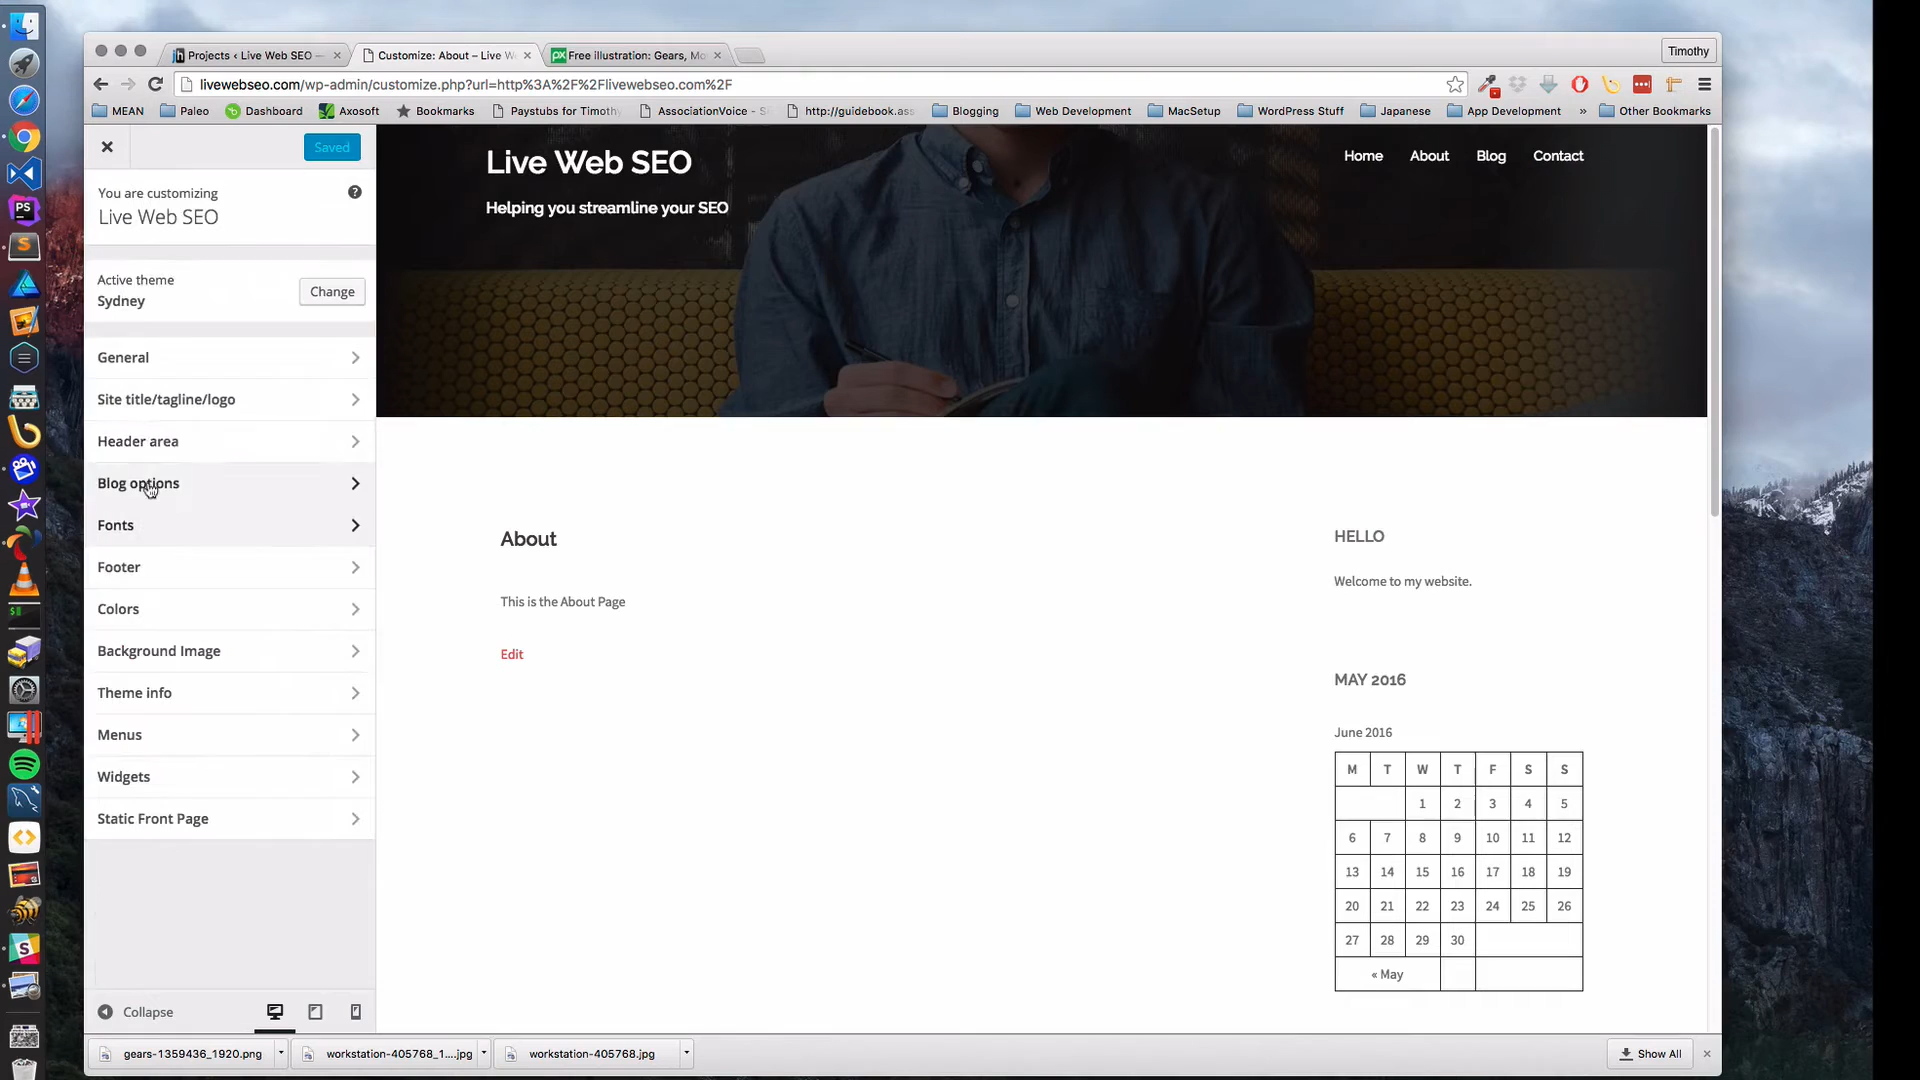 Projects ‹ Live Web SEO —
Customize: About – Live W
Free illustration: Gears, Mo
Timothy
livewebseo.com/wp-admin/customize.php?url=http%3A%2F%2Flivewebseo.com%2F
MEAN
Paleo
Dashboard
Axosoft
Bookmarks
Paystubs for Timothy
AssociationVoice - S
http://guidebook.ass
Blogging
Web Development
MacSetup
WordPress Stuff
Japanese
App Development
»
Other Bookmarks
Saved
You are customizing
Live Web SEO
Active theme
Sydney
Change
General
Site title/tagline/logo
Header area
Blog options
Fonts
Footer
Colors
Background Image
Theme info
Menus
Widgets
Static Front Page
Collapse
Live Web SEO
Helping you streamline your SEO
Home About Blog Contact
About
This is the About Page
Edit
HELLO
Welcome to my website.
MAY 2016
June 2016
M T W T F S S
1 2 3 4 5
6 7 8 9 10 11 12
13 14 15 16 17 18 19
20 21 22 23 24 25 26
27 28 29 30
« May
gears-1359436_1920.png
workstation-405768_1....jpg
workstation-405768.jpg
Show All